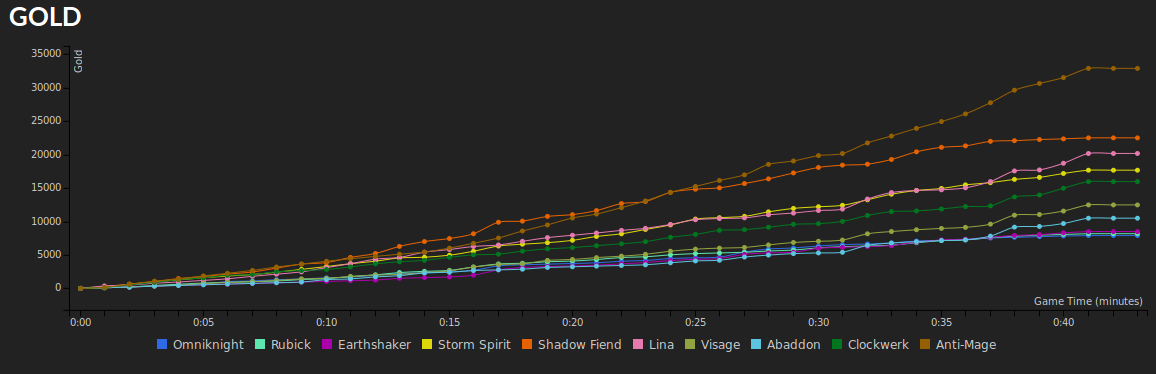 GOLD
Gold
35000
30000
25000
20000
15000
10000
5000
0
Game Time (minutes)
0:00 0:05 0:10 0:15 0:20 0:25 0:30 0:35 0:40
Omniknight Rubick Earthshaker Storm Spirit Shadow Fiend Lina Visage Abaddon Clockwerk Anti-Mage